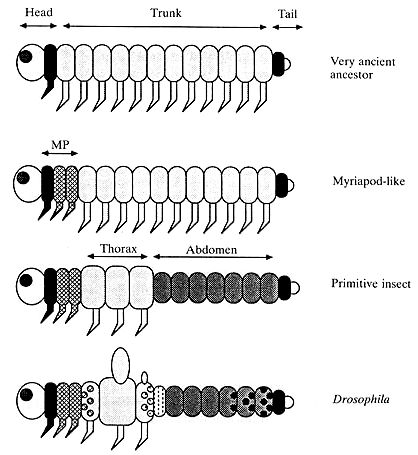 Head Trunk Tail
Very ancient
ancestor
MP
Myriapod-like
Thorax Abdomen
Primitive insect
Drosophila